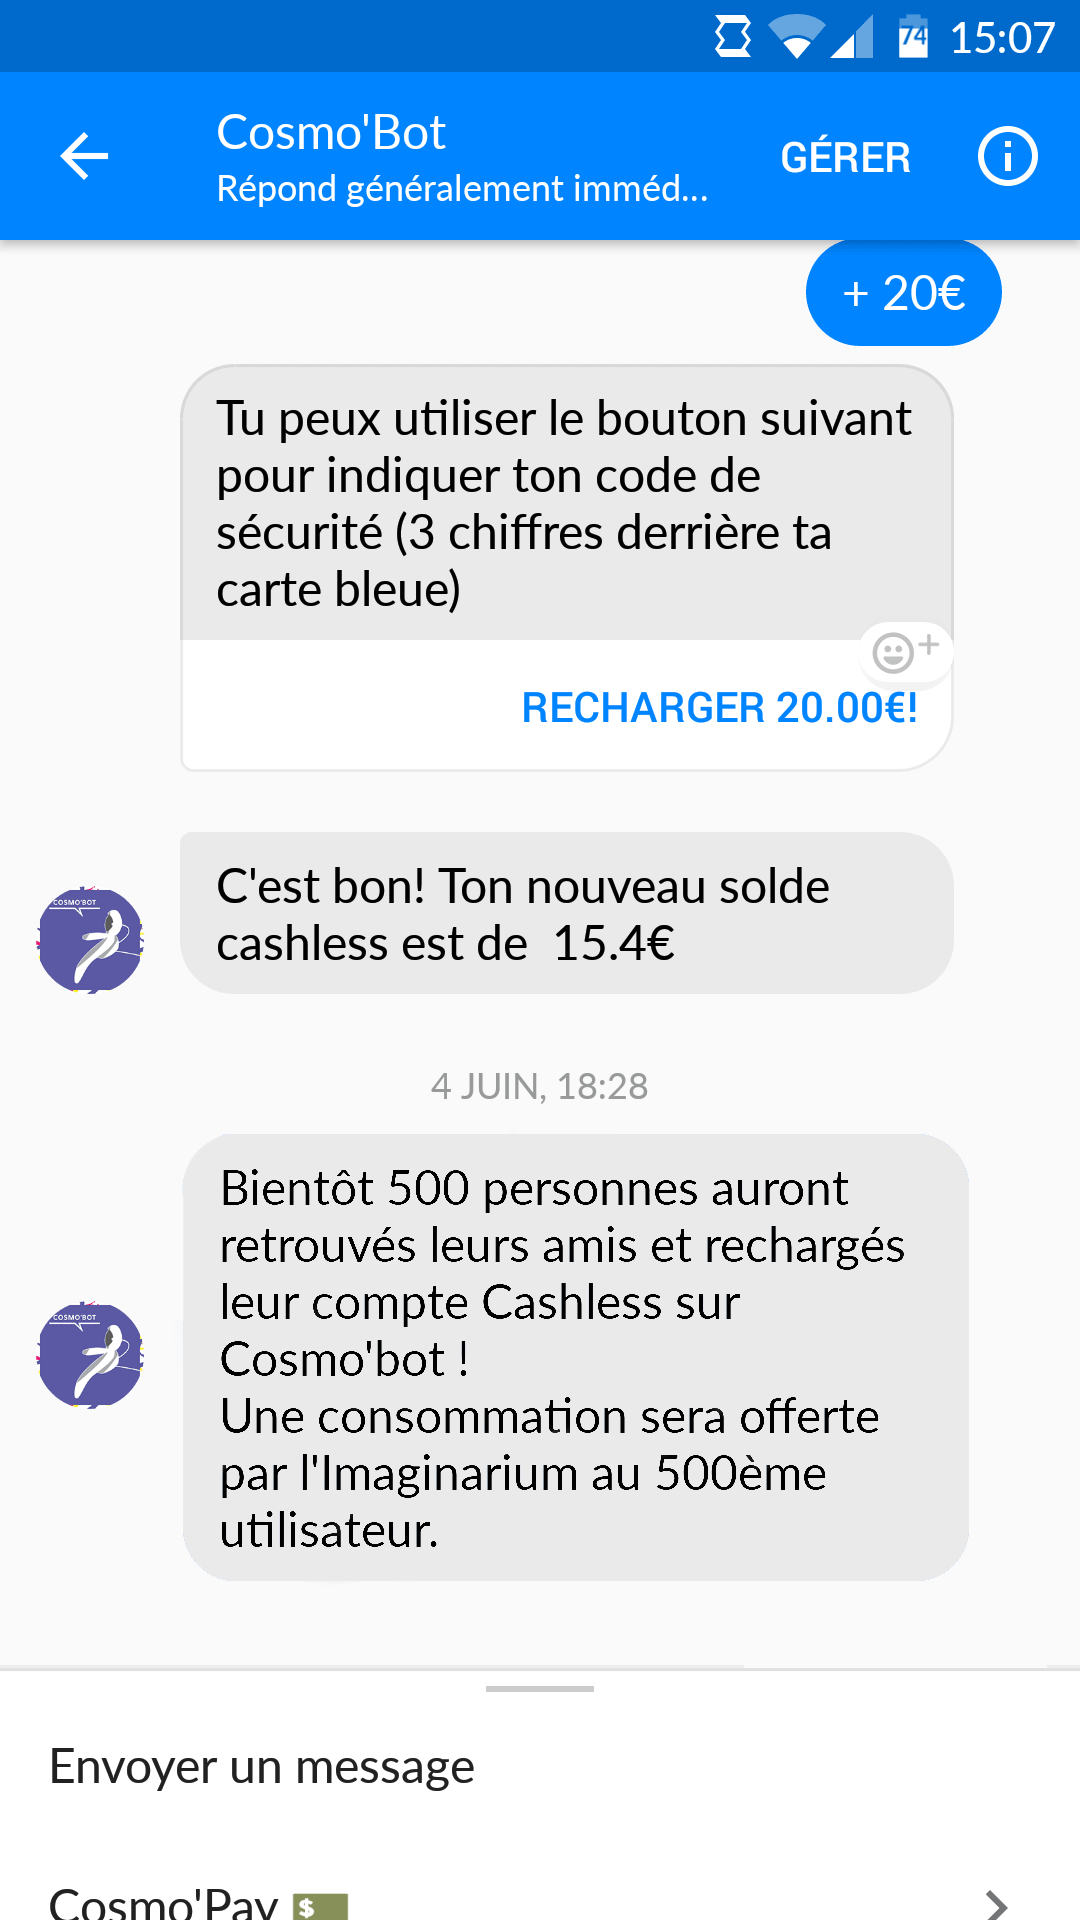 74 15:07
Cosmo'Bot
Répond généralement imméd...
GÉRER
+ 20€
Tu peux utiliser le bouton suivant
pour indiquer ton code de
sécurité (3 chiffres derrière ta
carte bleue)
RECHARGER 20.00€!
C'est bon! Ton nouveau solde
cashless est de 15.4€
COSMO'BOT
4 JUIN, 18:28
Bientôt 500 personnes auront
retrouvés leurs amis et rechargés
leur compte Cashless sur
Cosmo'bot !
Une consommation sera offerte
par l'Imaginarium au 500ème
utilisateur.
COSMO'BOT
Envoyer un message
Cosmo'Pay 💵